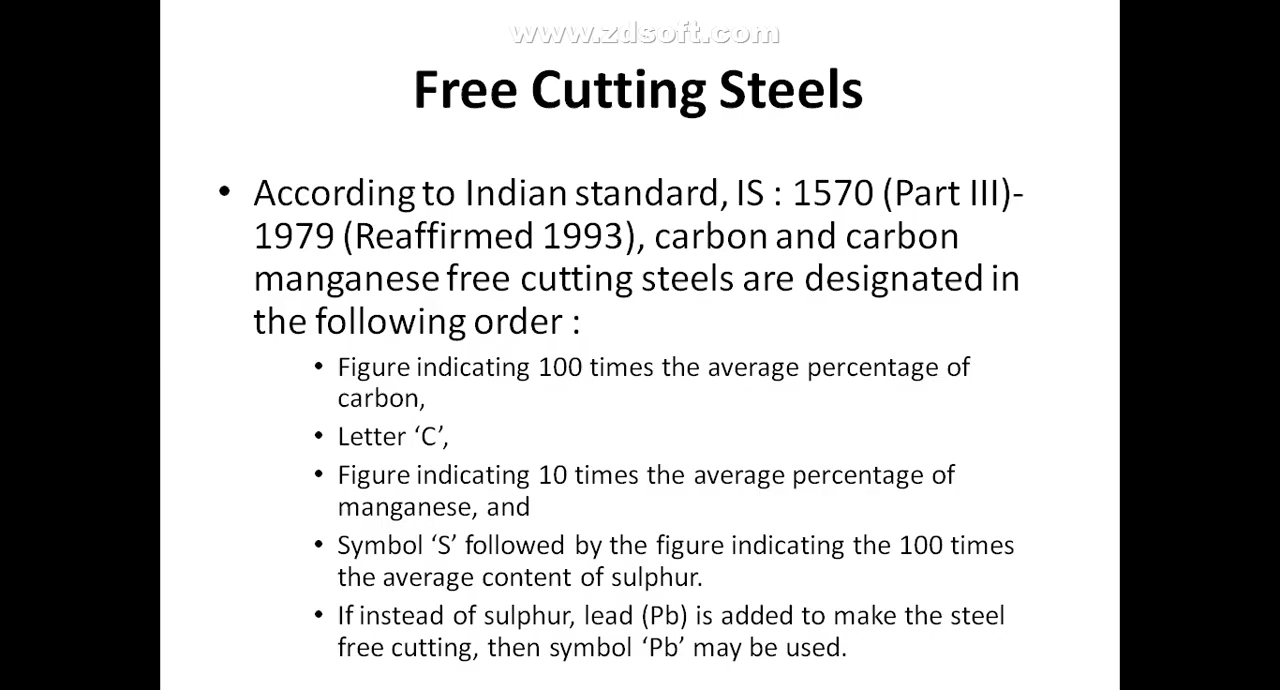 www.zdsoft.com
Free Cutting Steels
• According to Indian standard, IS : 1570 (Part III)-
1979 (Reaffirmed 1993), carbon and carbon
manganese free cutting steels are designated in
the following order :
• Figure indicating 100 times the average percentage of
carbon,
• Letter ‘C’,
• Figure indicating 10 times the average percentage of
manganese, and
• Symbol ‘S’ followed by the figure indicating the 100 times
the average content of sulphur.
• If instead of sulphur, lead (Pb) is added to make the steel
free cutting, then symbol ‘Pb’ may be used.